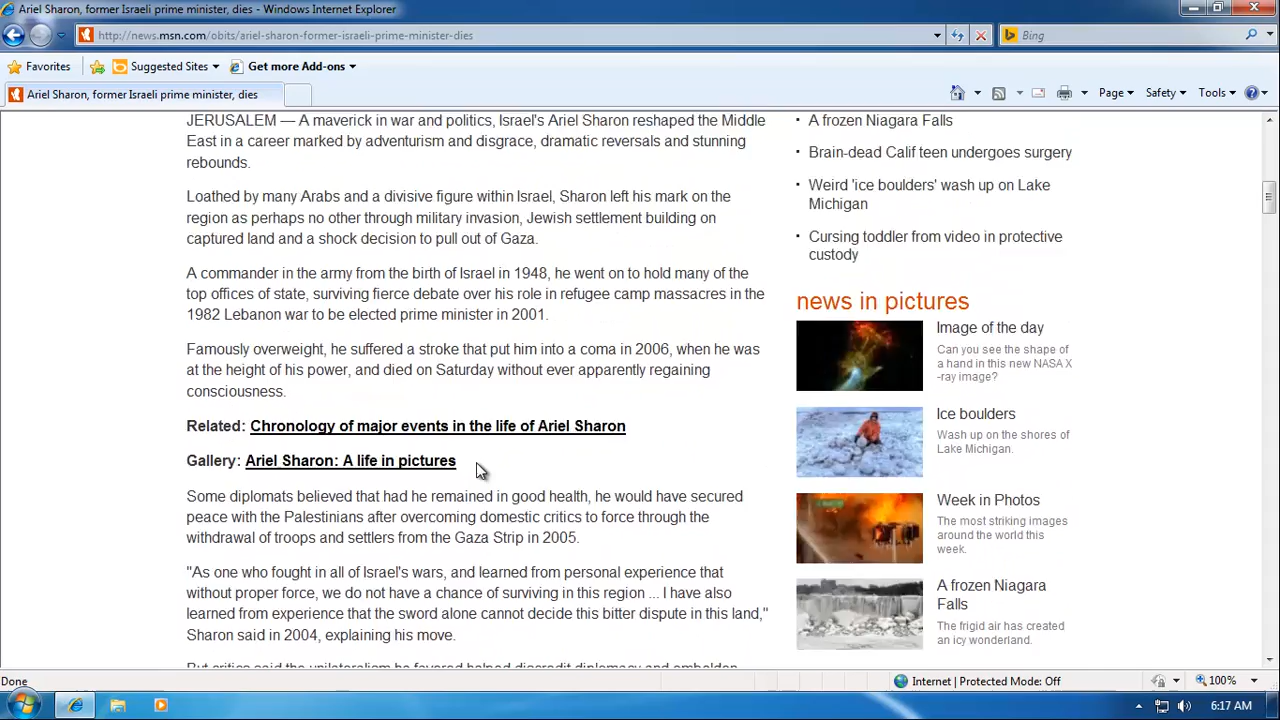 Ariel Sharon, former Israeli prime minister, dies - Windows Internet Explorer
http://news.msn.com/obits/ariel-sharon-former-israeli-prime-minister-dies
Bing
Favorites
Suggested Sites
Get more Add-ons
Ariel Sharon, former Israeli prime minister, dies
Page
Safety
Tools
JERUSALEM — A maverick in war and politics, Israel's Ariel Sharon reshaped the Middle
East in a career marked by adventurism and disgrace, dramatic reversals and stunning
rebounds.
Loathed by many Arabs and a divisive figure within Israel, Sharon left his mark on the
region as perhaps no other through military invasion, Jewish settlement building on
captured land and a shock decision to pull out of Gaza.
A commander in the army from the birth of Israel in 1948, he went on to hold many of the
top offices of state, surviving fierce debate over his role in refugee camp massacres in the
1982 Lebanon war to be elected prime minister in 2001.
Famously overweight, he suffered a stroke that put him into a coma in 2006, when he was
at the height of his power, and died on Saturday without ever apparently regaining
consciousness.
Related: Chronology of major events in the life of Ariel Sharon
Gallery: Ariel Sharon: A life in pictures
Some diplomats believed that had he remained in good health, he would have secured
peace with the Palestinians after overcoming domestic critics to force through the
withdrawal of troops and settlers from the Gaza Strip in 2005.
"As one who fought in all of Israel's wars, and learned from personal experience that
without proper force, we do not have a chance of surviving in this region ... I have also
learned from experience that the sword alone cannot decide this bitter dispute in this land,"
Sharon said in 2004, explaining his move.
But critics said the unilateralism he favored helped discredit diplomacy and embolden
· A frozen Niagara Falls
· Brain-dead Calif teen undergoes surgery
· Weird 'ice boulders' wash up on Lake
Michigan
· Cursing toddler from video in protective
custody
news in pictures
Image of the day
Can you see the shape of
a hand in this new NASA X
-ray image?
Ice boulders
Wash up on the shores of
Lake Michigan.
Week in Photos
The most striking images
around the world this
week.
A frozen Niagara
Falls
The frigid air has created
an icy wonderland.
Done
Internet | Protected Mode: Off
100%
6:17 AM